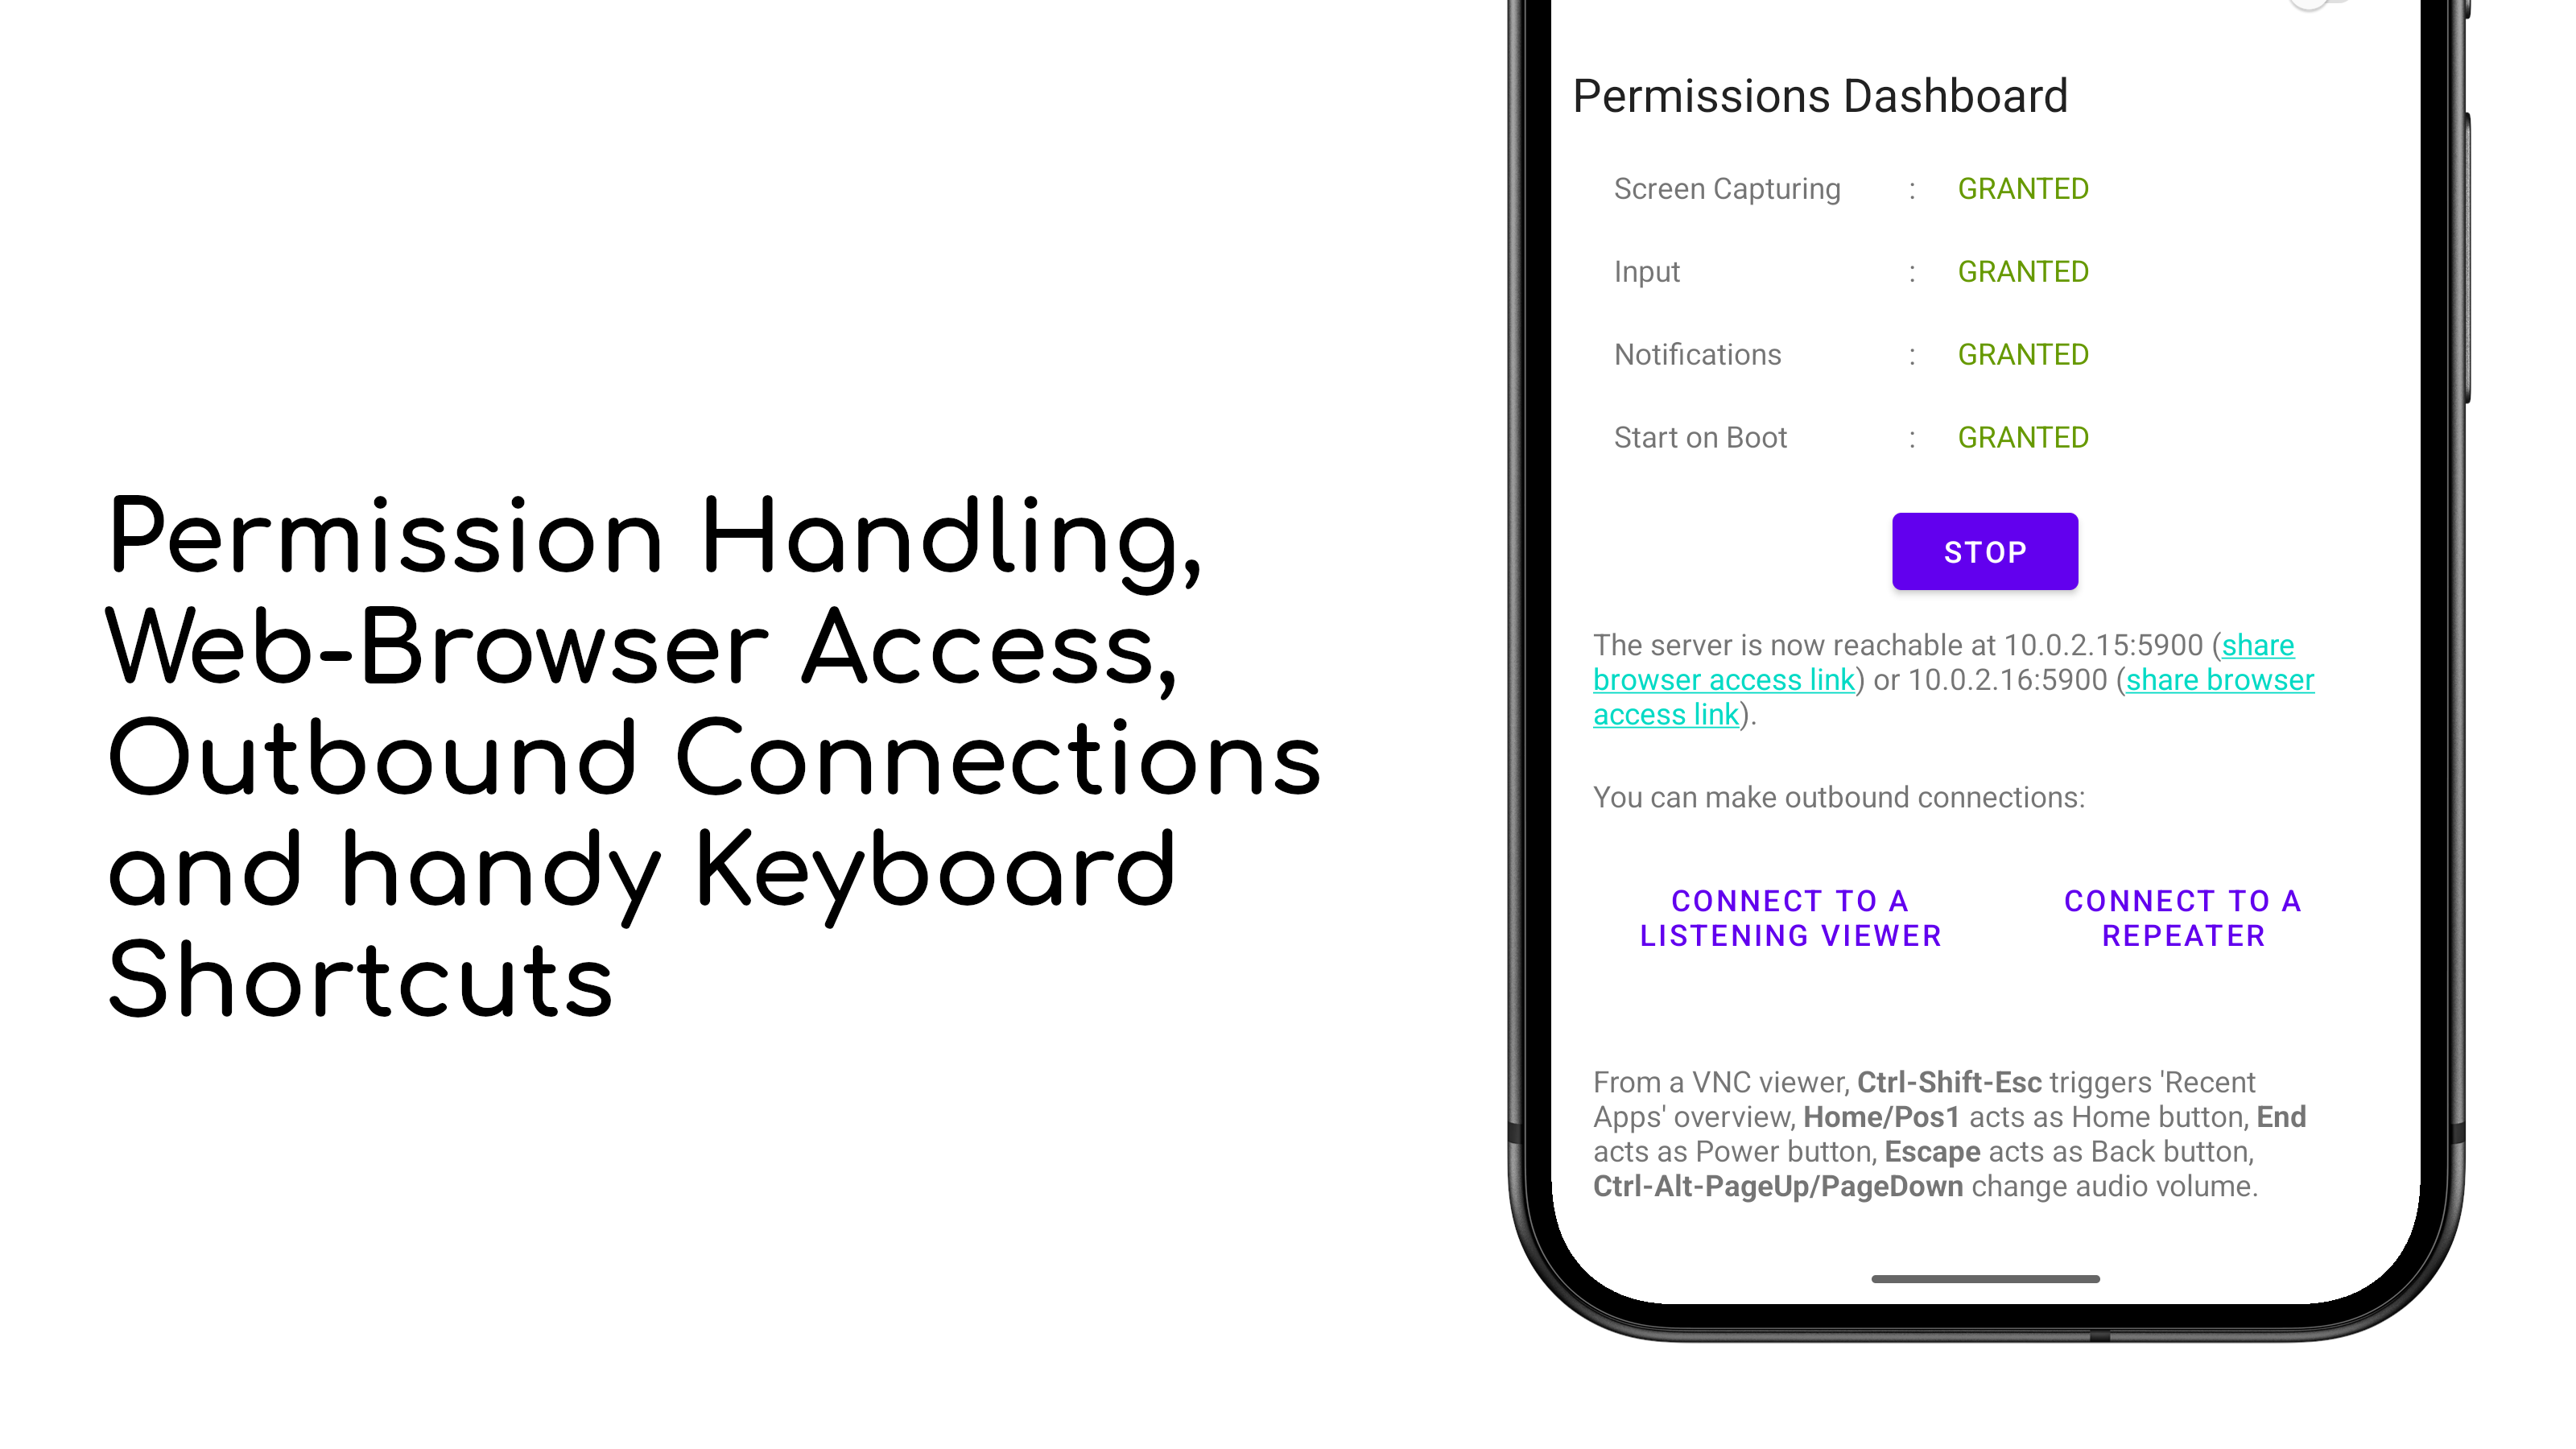 Permission Handling,
Web-Browser Access,
Outbound Connections
and handy Keyboard
Shortcuts
Permissions Dashboard
Screen Capturing : GRANTED
Input : GRANTED
Notifications : GRANTED
Start on Boot : GRANTED
STOP
The server is now reachable at 10.0.2.15:5900 (share
browser access link) or 10.0.2.16:5900 (share browser
access link).
You can make outbound connections:
CONNECT TO A
LISTENING VIEWER
CONNECT TO A
REPEATER
From a VNC viewer, Ctrl-Shift-Esc triggers 'Recent
Apps' overview, Home/Pos1 acts as Home button, End
acts as Power button, Escape acts as Back button,
Ctrl-Alt-PageUp/PageDown change audio volume.